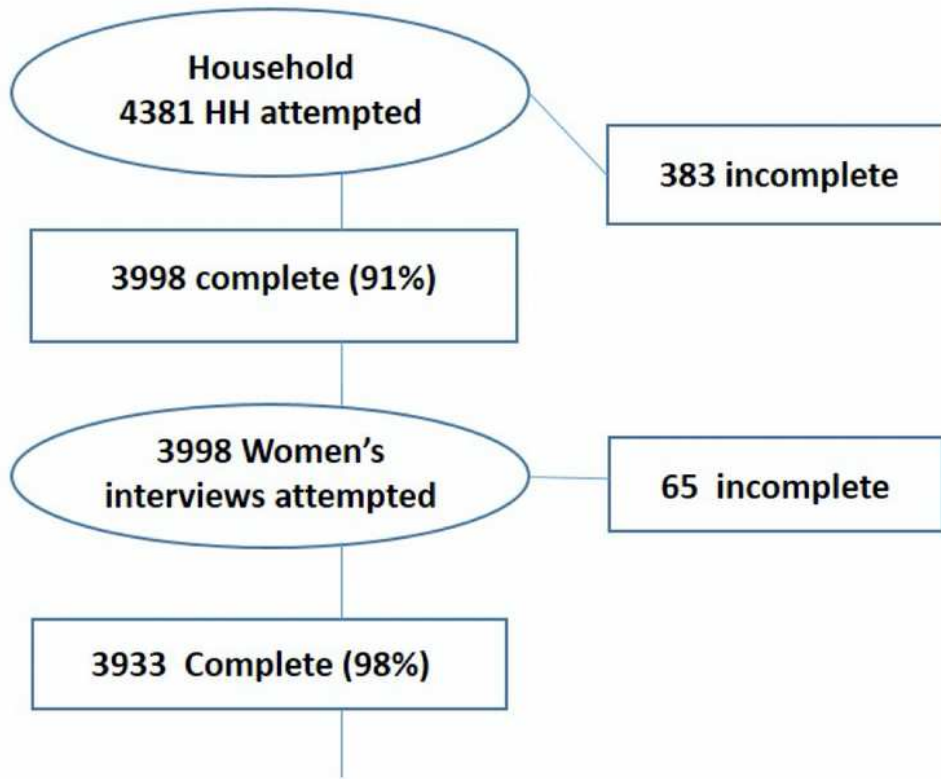 Household
4381 HH attempted
383 incomplete
3998 complete (91%)
3998 Women’s
interviews attempted
65 incomplete
3933 Complete (98%)